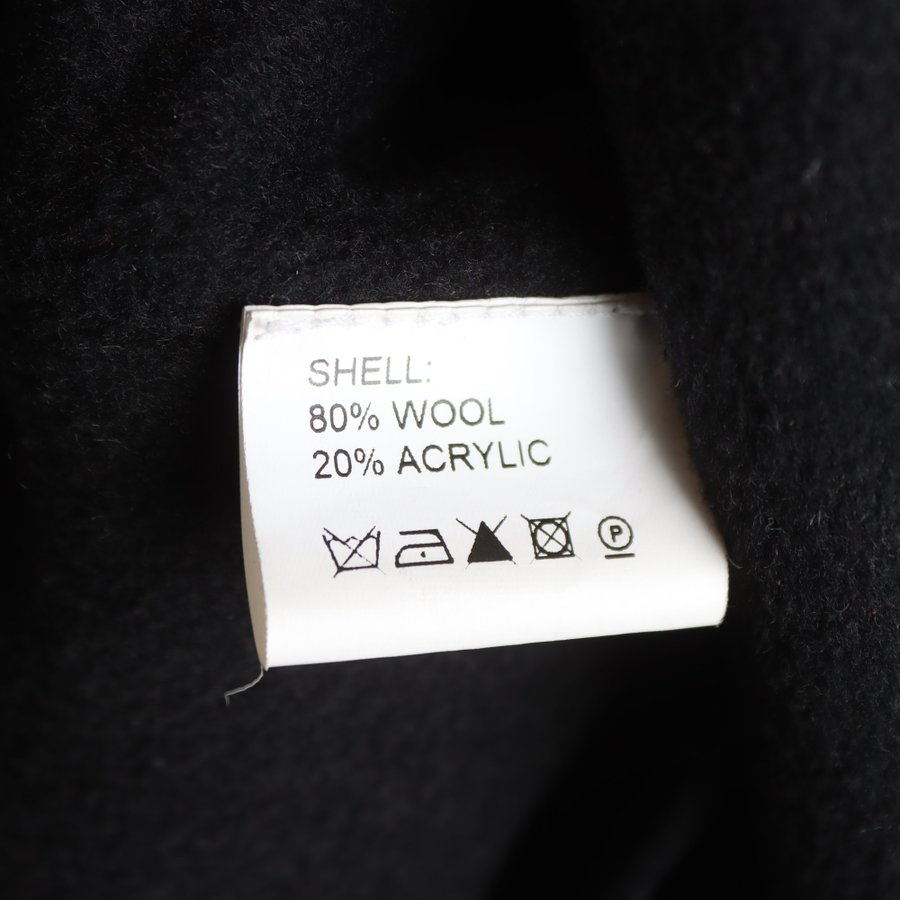 SHELL:
80% WOOL
20% ACRYLIC
P